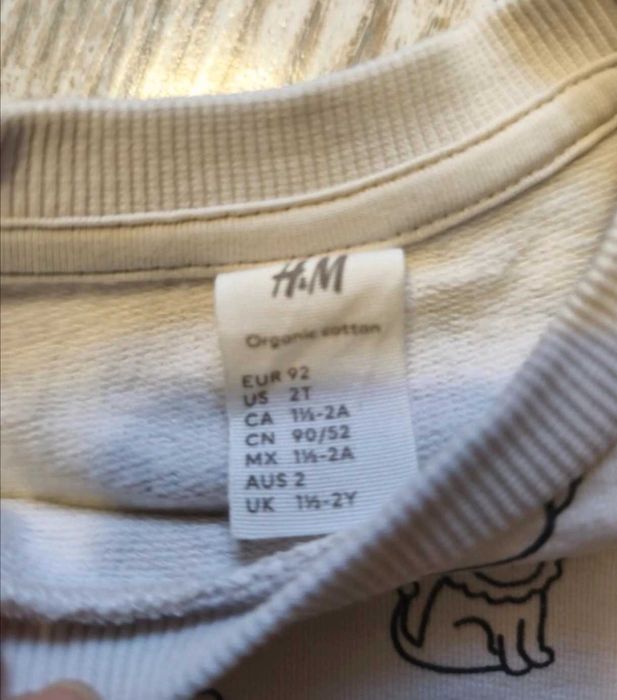 H&M
Organic cotton
EUR 92
US 2T
CA 1½-2A
CN 90/52
MX 1½-2A
AUS 2
UK 1½-2Y